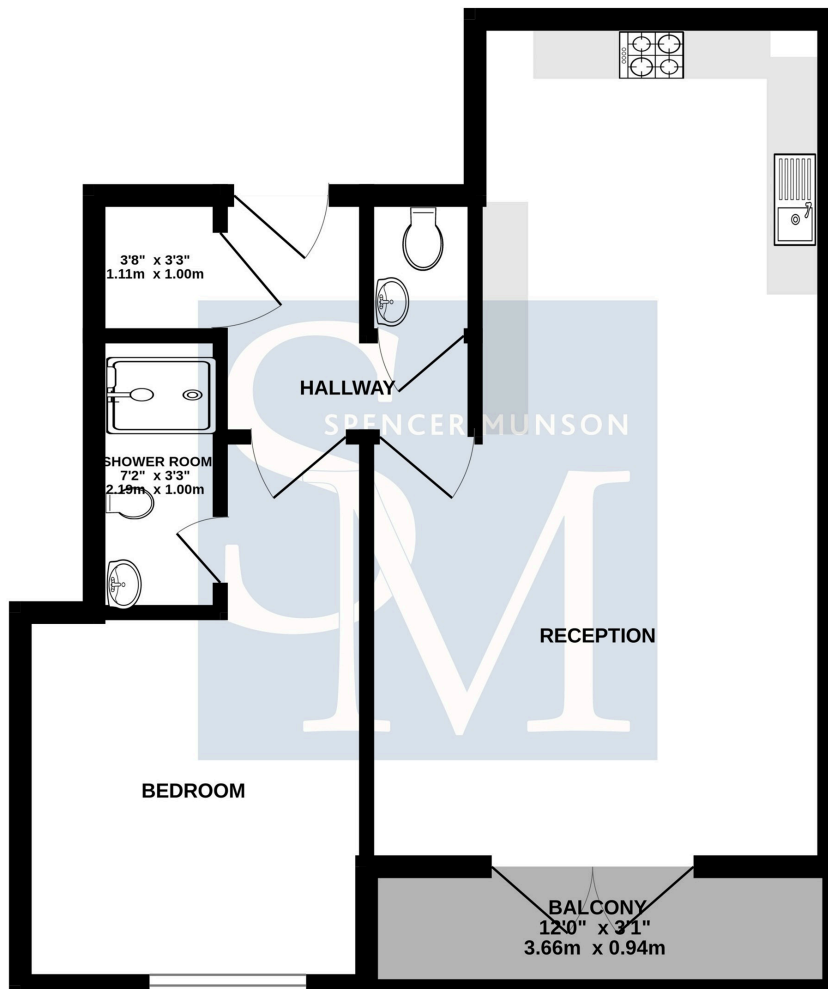 3'8" x 3'3"
1.11m x 1.00m
HALLWAY
SPENCER MUNSON
SHOWER ROOM
7'2" x 3'3"
2.19m x 1.00m
SM
RECEPTION
BEDROOM
BALCONY
12'0" x 3'1"
3.66m x 0.94m